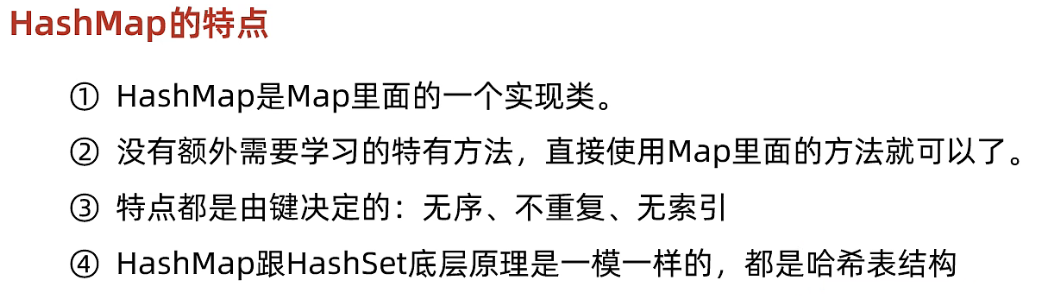 HashMap的特点
① HashMap是Map里面的一个实现类。
② 没有额外需要学习的特有方法，直接使用Map里面的方法就可以了。
③ 特点都是由键决定的：无序、不重复、无索引
④ HashMap跟HashSet底层原理是一模一样的，都是哈希表结构